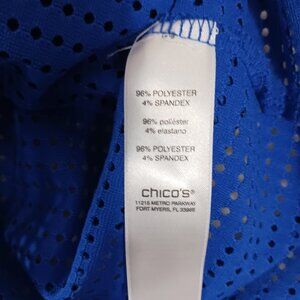 96% POLYESTER
4% SPANDEX
96% poliéster
4% elastano
96% POLYESTER
4% SPANDEX
chico's®
11215 METRO PARKWAY
FORT MYERS, FL 33966